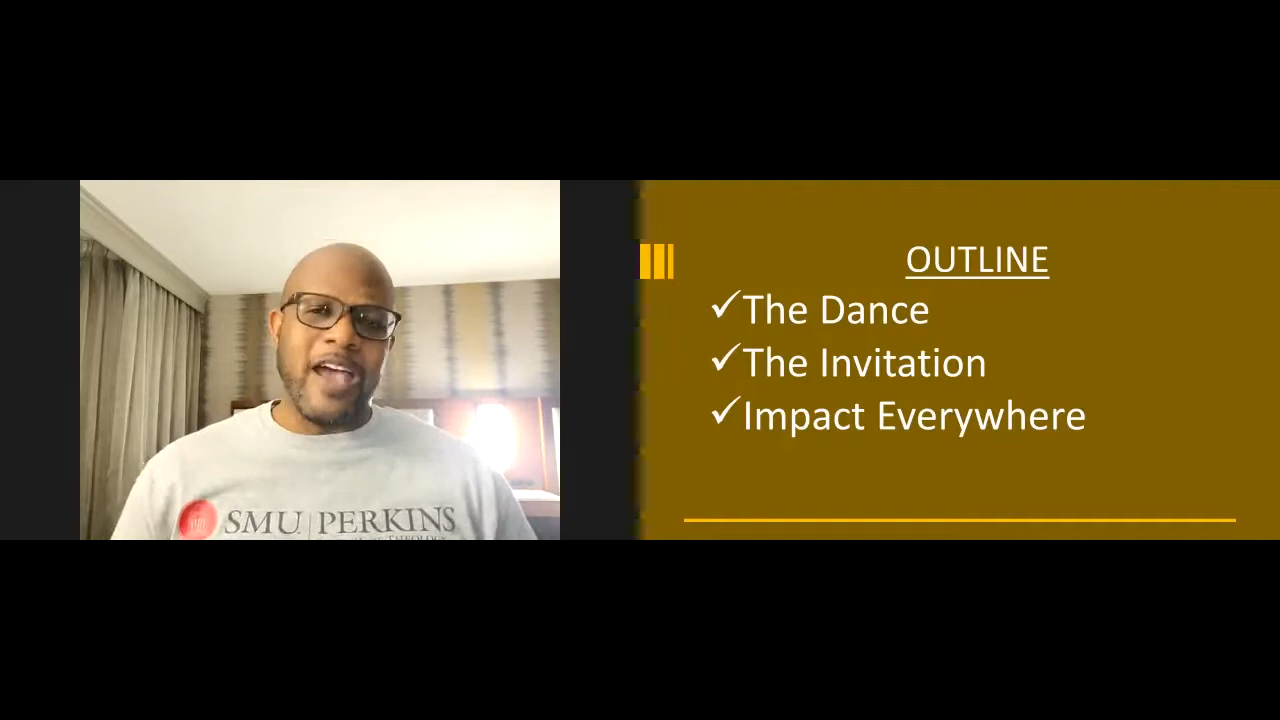 OUTLINE
✓The Dance
✓The Invitation
✓Impact Everywhere
SMU PERKINS